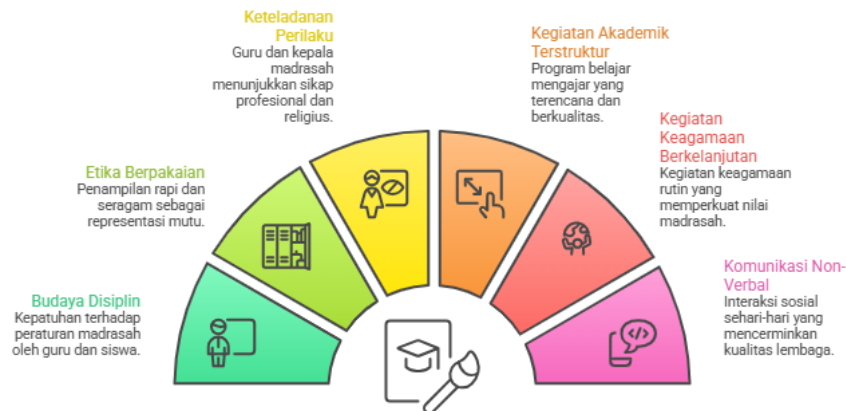 Keteladanan
Perilaku
Guru dan kepala
madrasah
menunjukkan sikap
profesional dan
religius.
Kegiatan Akademik
Terstruktur
Program belajar
mengajar yang
terencana dan
berkualitas.
Etika Berpakaian
Penampilan rapi dan
seragam sebagai
representasi mutu.
Kegiatan
Keagamaan
Berkelanjutan
Kegiatan keagamaan
rutin yang
memperkuat nilai
madrasah.
Budaya Disiplin
Kepatuhan terhadap
peraturan madrasah
oleh guru dan siswa.
Komunikasi Non-
Verbal
Interaksi sosial
sehari-hari yang
mencerminkan
kualitas lembaga.